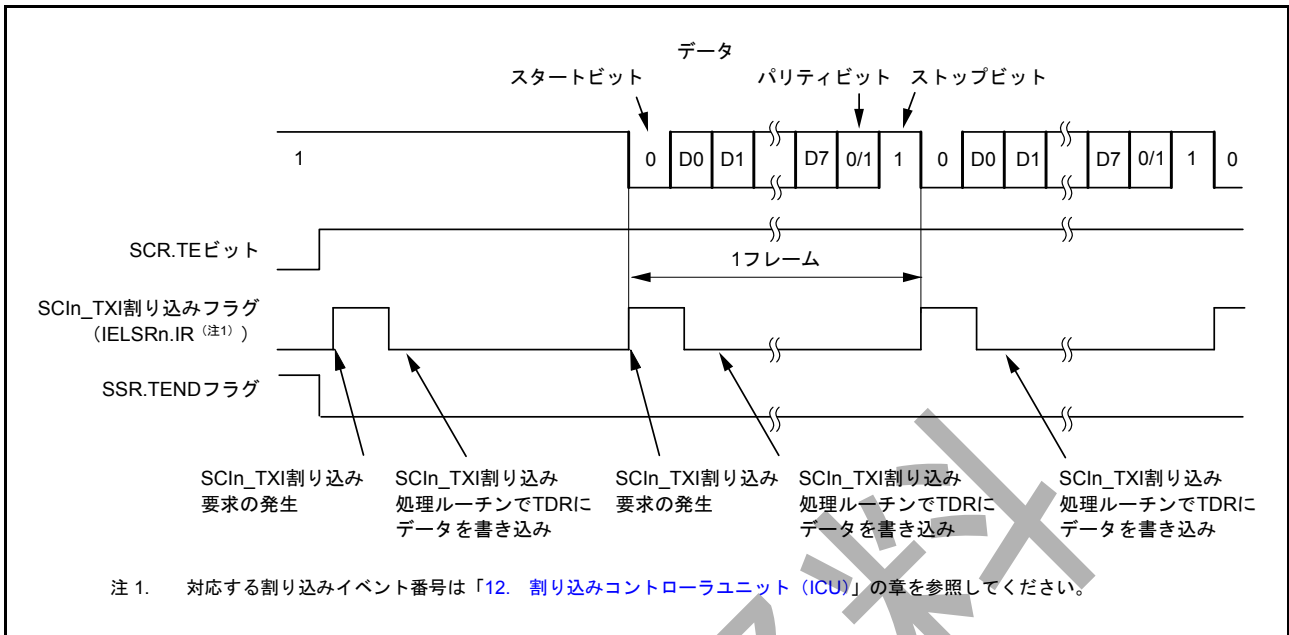 データ
スタートビット
パリティビット
ストップビット
1
0 D0 D1 D7 0/1 1 0 D0 D1 D7 0/1 1 0
SCR.TEビット
1フレーム
SCIn_TXI割り込みフラグ
(IELSRn.IR(注1))
SSR.TENDフラグ
SCIn_TXI割り込み
要求の発生
SCIn_TXI割り込み
処理ルーチンでTDRに
データを書き込み
SCIn_TXI割り込み
要求の発生
SCIn_TXI割り込み
処理ルーチンでTDRに
データを書き込み
SCIn_TXI割り込み
処理ルーチンでTDRに
データを書き込み
注 1. 対応する割り込みイベント番号は「12. 割り込みコントローラユニット(ICU)」の章を参照してください。